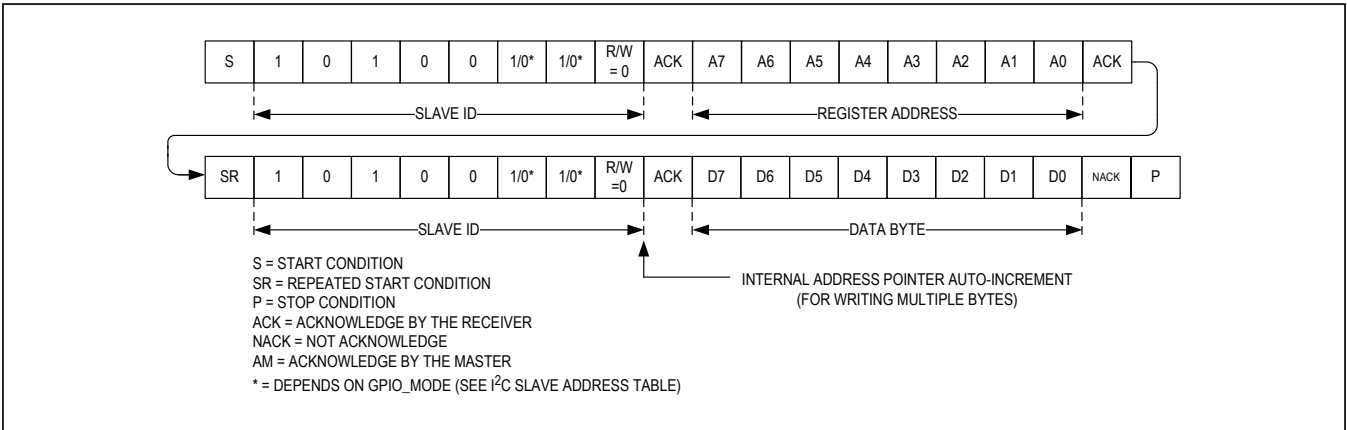 S 1 0 1 0 0 1/0* 1/0* R/W = 0 ACK A7 A6 A5 A4 A3 A2 A1 A0 ACK
SLAVE ID REGISTER ADDRESS
SR 1 0 1 0 0 1/0* 1/0* R/W =0 ACK D7 D6 D5 D4 D3 D2 D1 D0 NACK P
SLAVE ID DATA BYTE
S = START CONDITION
SR = REPEATED START CONDITION
P = STOP CONDITION
ACK = ACKNOWLEDGE BY THE RECEIVER
NACK = NOT ACKNOWLEDGE
AM = ACKNOWLEDGE BY THE MASTER
* = DEPENDS ON GPIO_MODE (SEE I²C SLAVE ADDRESS TABLE)
INTERNAL ADDRESS POINTER AUTO-INCREMENT
(FOR WRITING MULTIPLE BYTES)